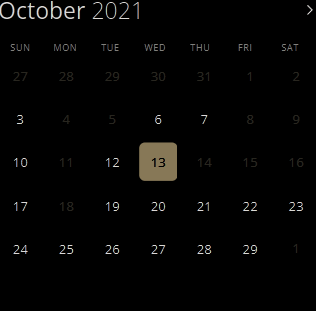 October 2021
SUN MON TUE WED THU FRI SAT
27 28 29 30 31 1 2
3 4 5 6 7 8 9
10 11 12 13 14 15 16
17 18 19 20 21 22 23
24 25 26 27 28 29 1